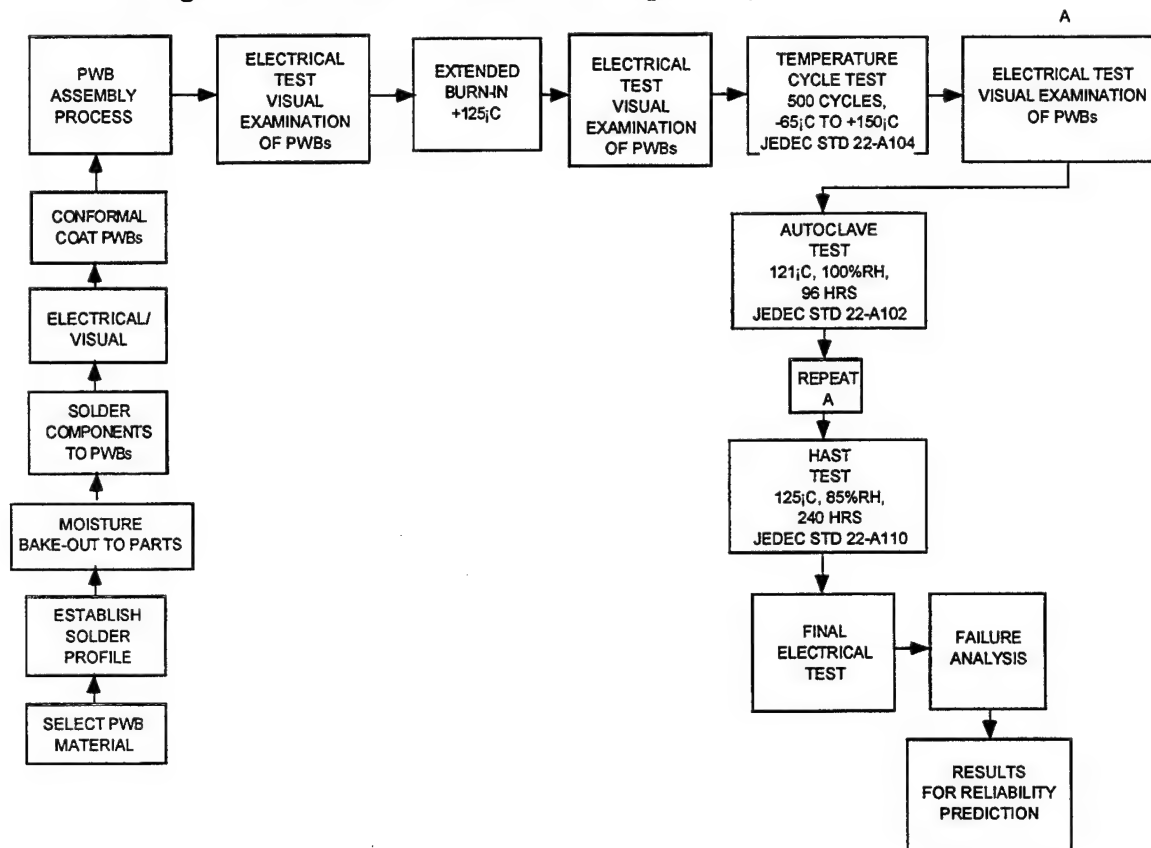 A
PWB
ASSEMBLY
PROCESS
ELECTRICAL
TEST
VISUAL
EXAMINATION
OF PWBs
EXTENDED
BURN-IN
+125¡C
ELECTRICAL
TEST
VISUAL
EXAMINATION
OF PWBs
TEMPERATURE
CYCLE TEST
500 CYCLES,
-65¡C TO +150¡C
JEDEC STD 22-A104
ELECTRICAL TEST
VISUAL EXAMINATION
OF PWBs
CONFORMAL
COAT PWBs
ELECTRICAL/
VISUAL
SOLDER
COMPONENTS
TO PWBs
MOISTURE
BAKE-OUT TO PARTS
ESTABLISH
SOLDER
PROFILE
SELECT PWB
MATERIAL
AUTOCLAVE
TEST
121¡C, 100%RH,
96 HRS
JEDEC STD 22-A102
REPEAT
A
HAST
TEST
125¡C, 85%RH,
240 HRS
JEDEC STD 22-A110
FINAL
ELECTRICAL
TEST
FAILURE
ANALYSIS
RESULTS
FOR RELIABILITY
PREDICTION